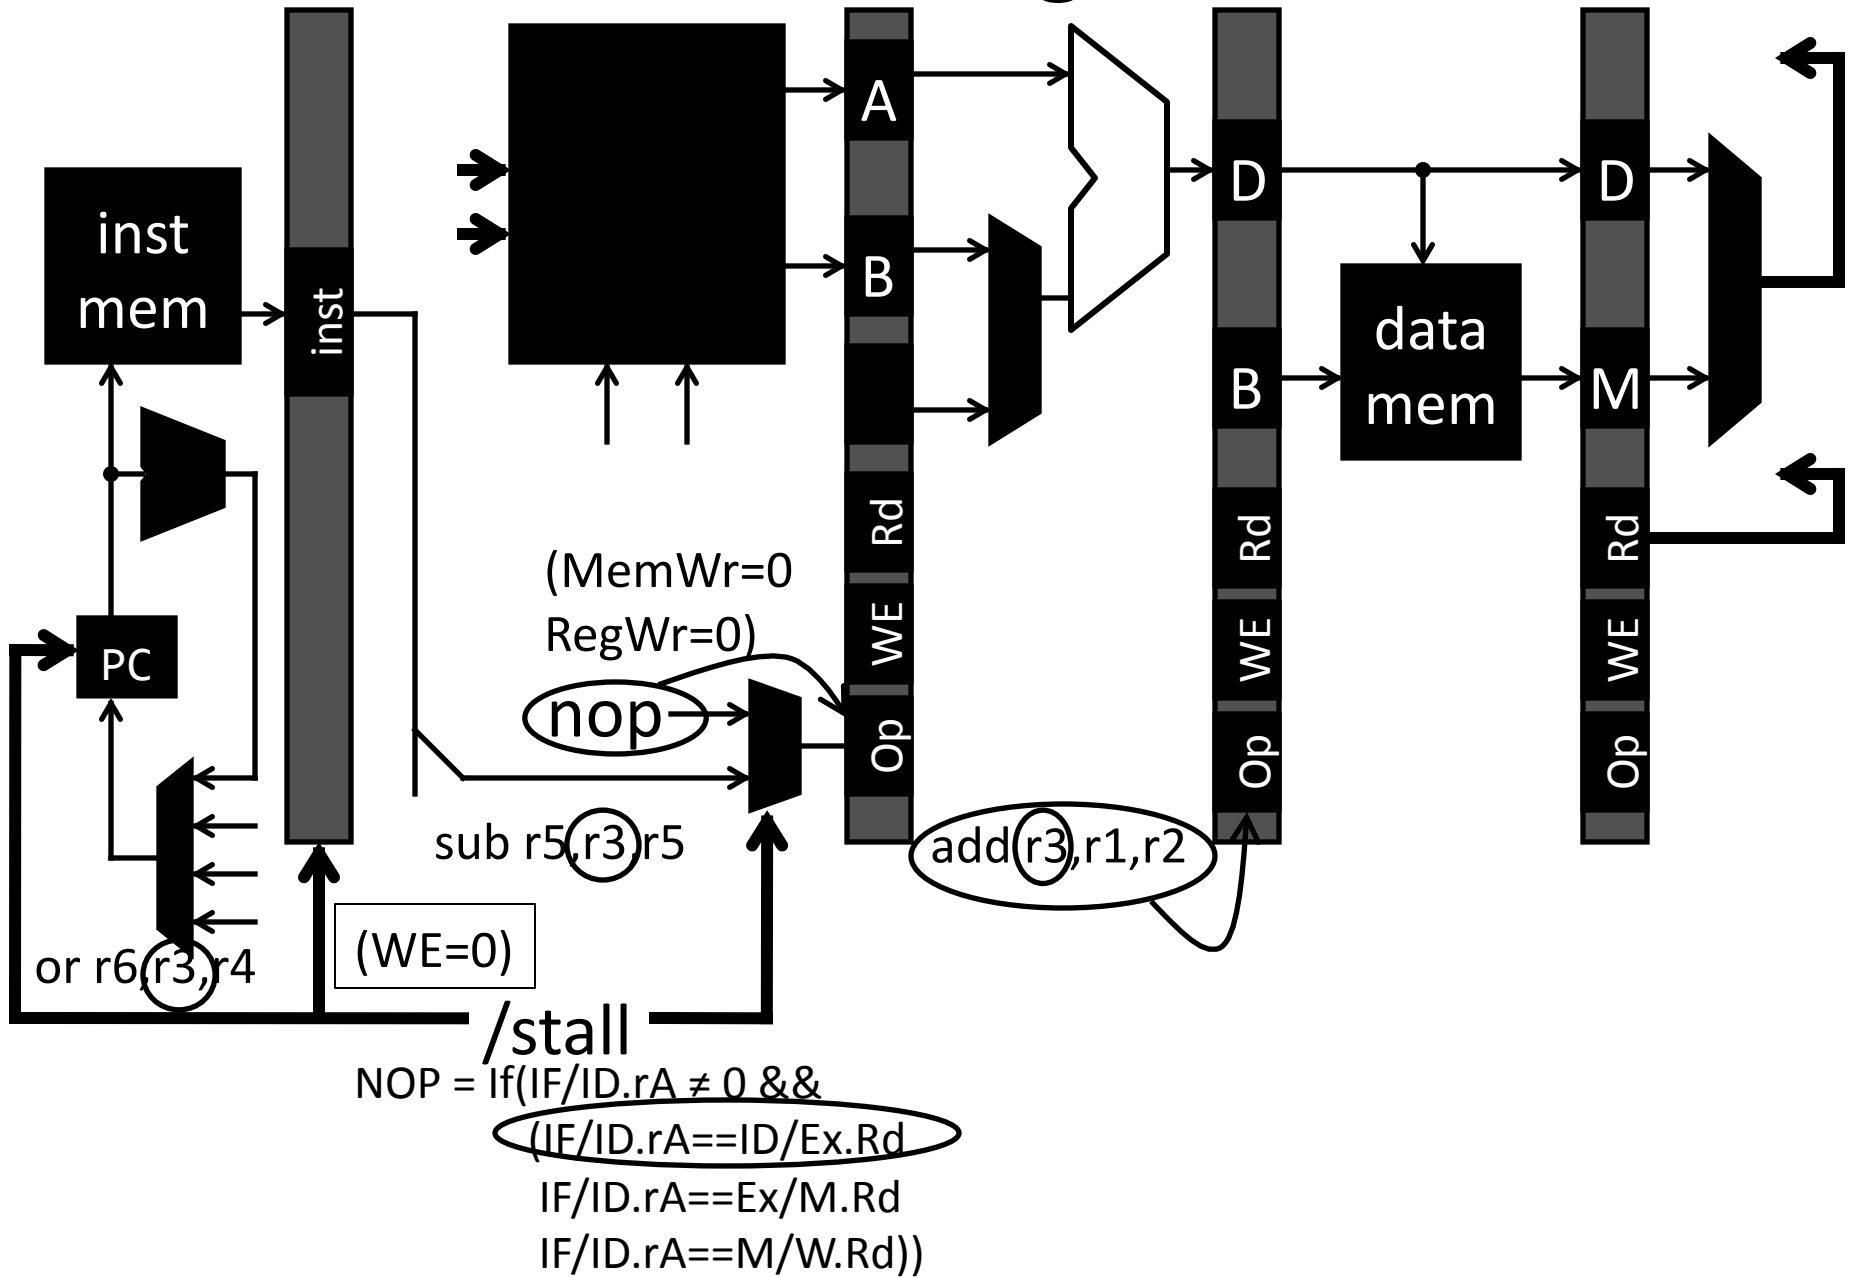 A
D
D
inst
mem
inst
B
data
mem
B
M
Rd
Rd
Rd
(MemWr=0
RegWr=0)
WE
WE
WE
PC
nop
Op
Op
Op
sub r5,r3,r5
add r3,r1,r2
(WE=0)
or r6,r3,r4
/stall
NOP = If(IF/ID.rA ≠ 0 &&
(IF/ID.rA==ID/Ex.Rd
IF/ID.rA==Ex/M.Rd
IF/ID.rA==M/W.Rd))